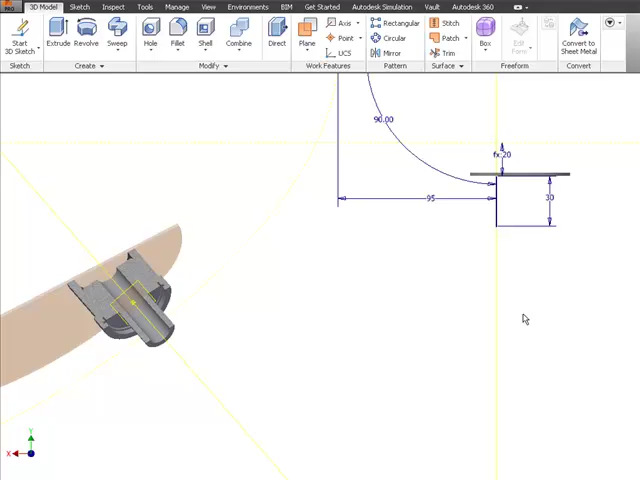 PRO
3D Model Sketch Inspect Tools Manage View Environments BIM Get Started Autodesk Simulation Vault Autodesk 360
Start
3D Sketch
Extrude Revolve Sweep
Hole Fillet Shell Combine
Direct
Plane
Axis
Point
UCS
Rectangular
Circular
Mirror
Stitch
Patch
Trim
Box
Edit
Form
Convert to
Sheet Metal
Sketch Create Modify Work Features Pattern Surface Freeform Convert
90.00
fx:20
95
30
Y
X